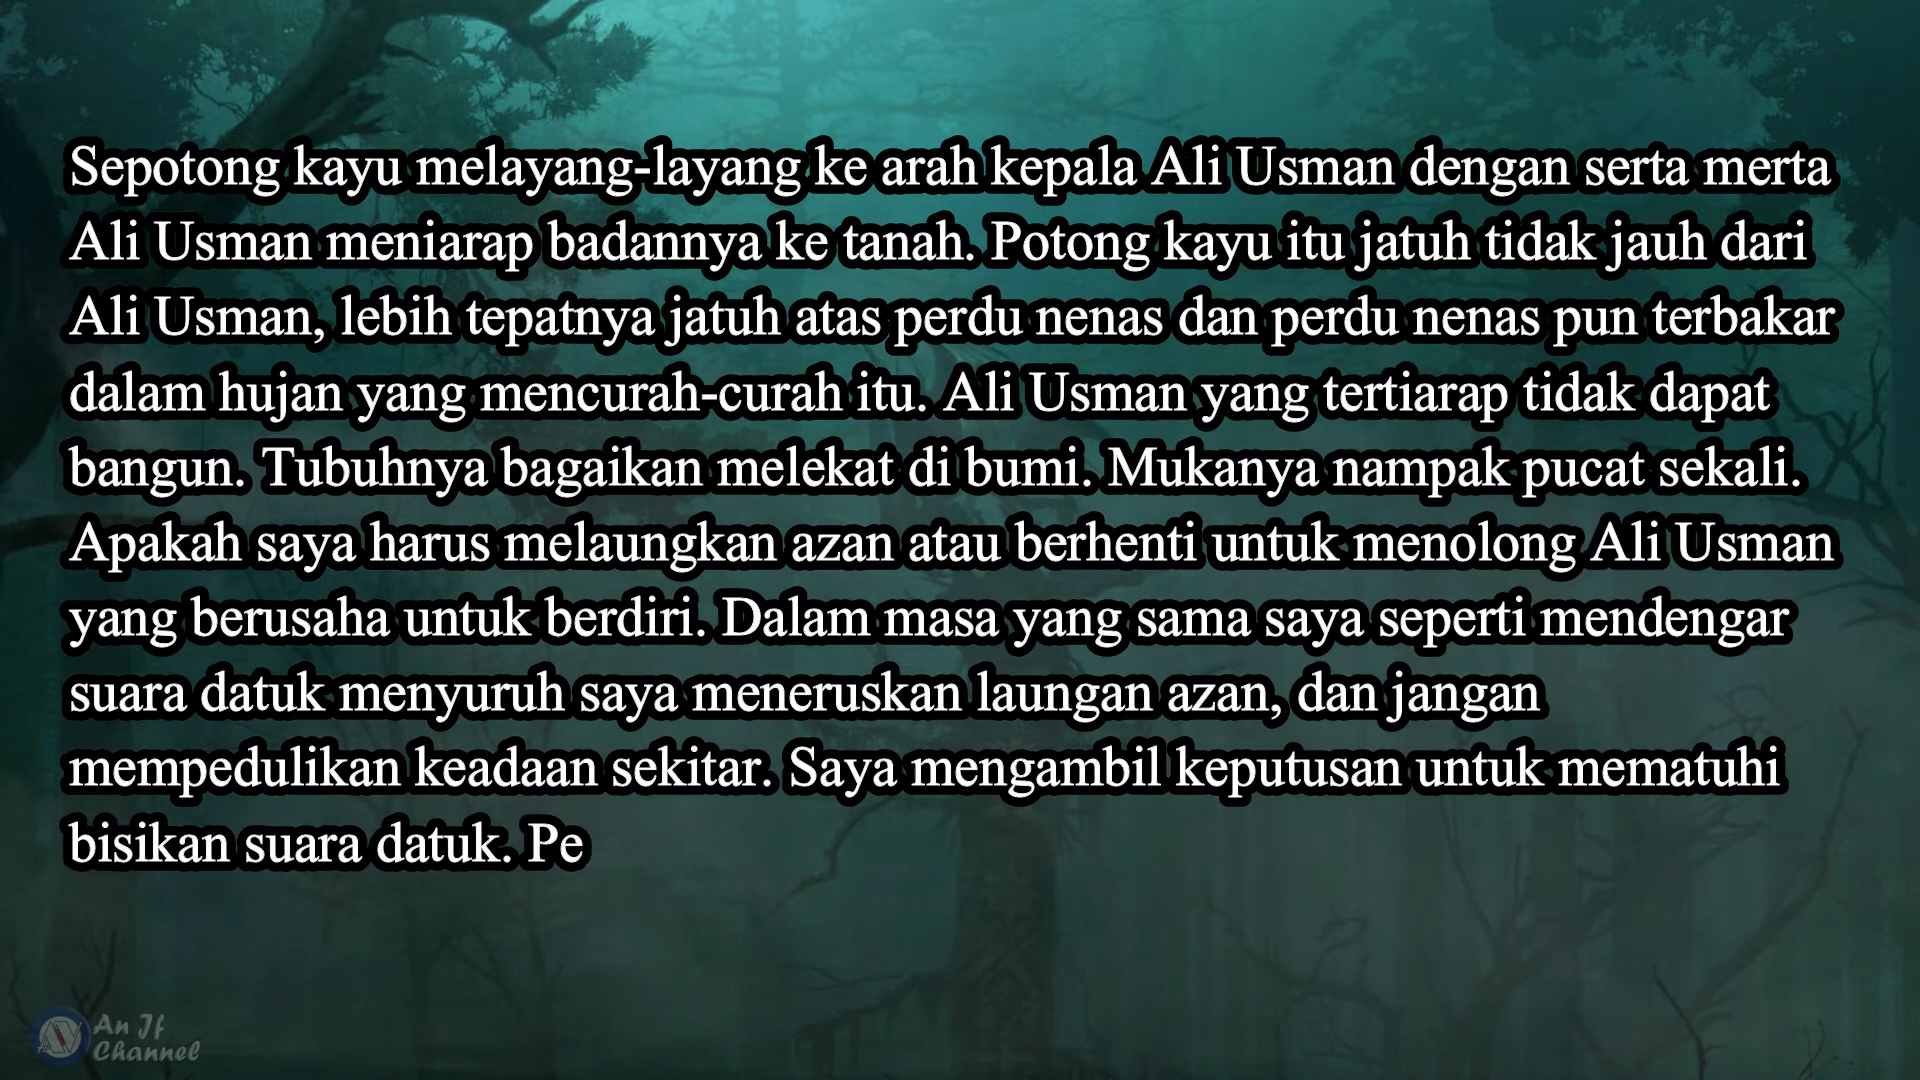 Sepotong kayu melayang-layang ke arah kepala Ali Usman dengan serta merta
Ali Usman meniarap badannya ke tanah. Potong kayu itu jatuh tidak jauh dari
Ali Usman, lebih tepatnya jatuh atas perdu nenas dan perdu nenas pun terbakar
dalam hujan yang mencurah-curah itu. Ali Usman yang tertiarap tidak dapat
bangun. Tubuhnya bagaikan melekat di bumi. Mukanya nampak pucat sekali.
Apakah saya harus melaungkan azan atau berhenti untuk menolong Ali Usman
yang berusaha untuk berdiri. Dalam masa yang sama saya seperti mendengar
suara datuk menyuruh saya meneruskan laungan azan, dan jangan
mempedulikan keadaan sekitar. Saya mengambil keputusan untuk mematuhi
bisikan suara datuk. Pe
An Jf
Channel